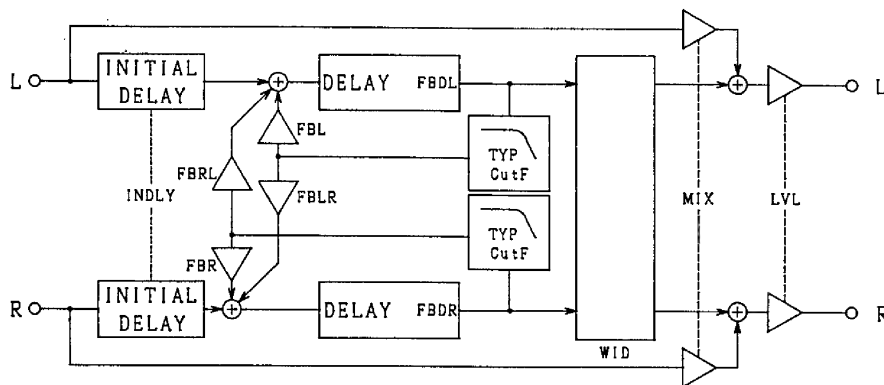 L
INITIAL
DELAY
DELAY
FBDL
L
FBL
TYP
CutF
FBRL
FBLR
INDLY
MIX
LVL
TYP
CutF
FBR
R
INITIAL
DELAY
DELAY
FBDR
R
WID